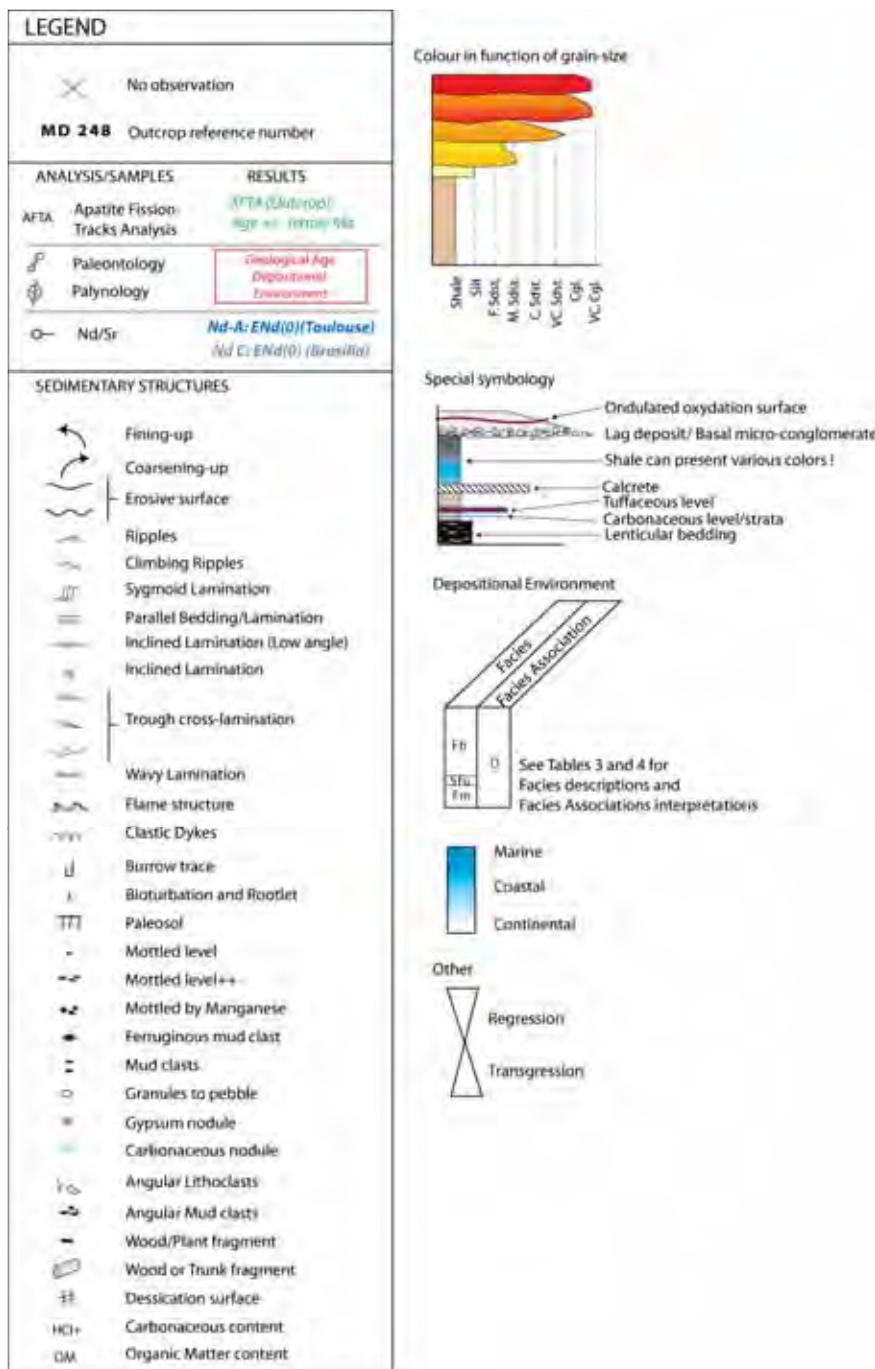 LEGEND
No observation
MD 248 Outcrop reference number
ANALYSIS/SAMPLES RESULTS
AFTA Apatite Fission-
Tracks Analysis
AFTA (Outcrop)
Age
Paleontology
Palynology
Geological Age
Depositional
Environment
Nd/Sr
Nd-A: ENd(0)(Toulouse)
Nd C: ENd(0) (Brasilia)
SEDIMENTARY STRUCTURES
Fining-up
Coarsening-up
Erosive surface
Ripples
Climbing Ripples
Sygmoid Lamination
Parallel Bedding/Lamination
Inclined Lamination (Low angle)
Inclined Lamination
Trough cross-lamination
Wavy Lamination
Flame structure
Clastic Dykes
Burrow trace
Bioturbation and Rootlet
Paleosol
Mottled level
Mottled level++
Mottled by Manganese
Ferruginous mud clast
Mud clasts
Granules to pebble
Gypsum nodule
Carbonaceous nodule
Angular Lithoclasts
Angular Mud clasts
Wood/Plant fragment
Wood or Trunk fragment
Dessication surface
HCl+ Carbonaceous content
OM Organic Matter content
Colour in function of grain-size
Shale
Silt
F. Sdst.
M. Sdst.
C. Sdst.
VC. Sdst.
Cgl.
VC. Cgl.
Special symbology
Ondulated oxydation surface
Lag deposit/ Basal micro-conglomerate
Shale can present various colors !
Calcrete
Tuffaceous level
Carbonaceous level/strata
Lenticular bedding
Depositional Environment
Facies
Facies Association
D
Sfu
Fm
See Tables 3 and 4 for
Facies descriptions and
Facies Associations interpretations
Marine
Coastal
Continental
Other
Regression
Transgression